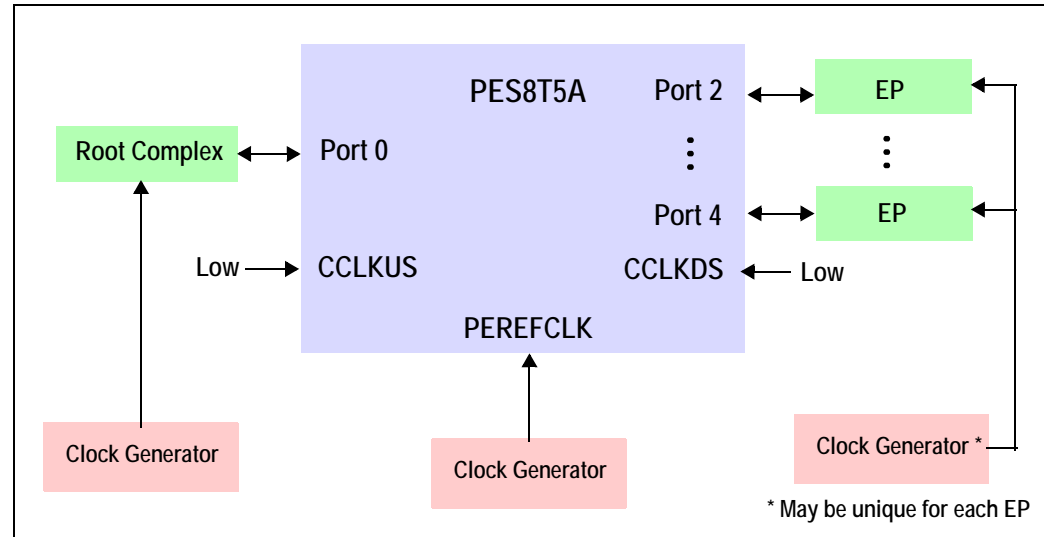 PES8T5A
Port 2
EP
Root Complex
Port 0
Port 4
EP
Low
CCLKUS
CCLKDS
Low
PEREFCLK
Clock Generator
Clock Generator
Clock Generator *
* May be unique for each EP